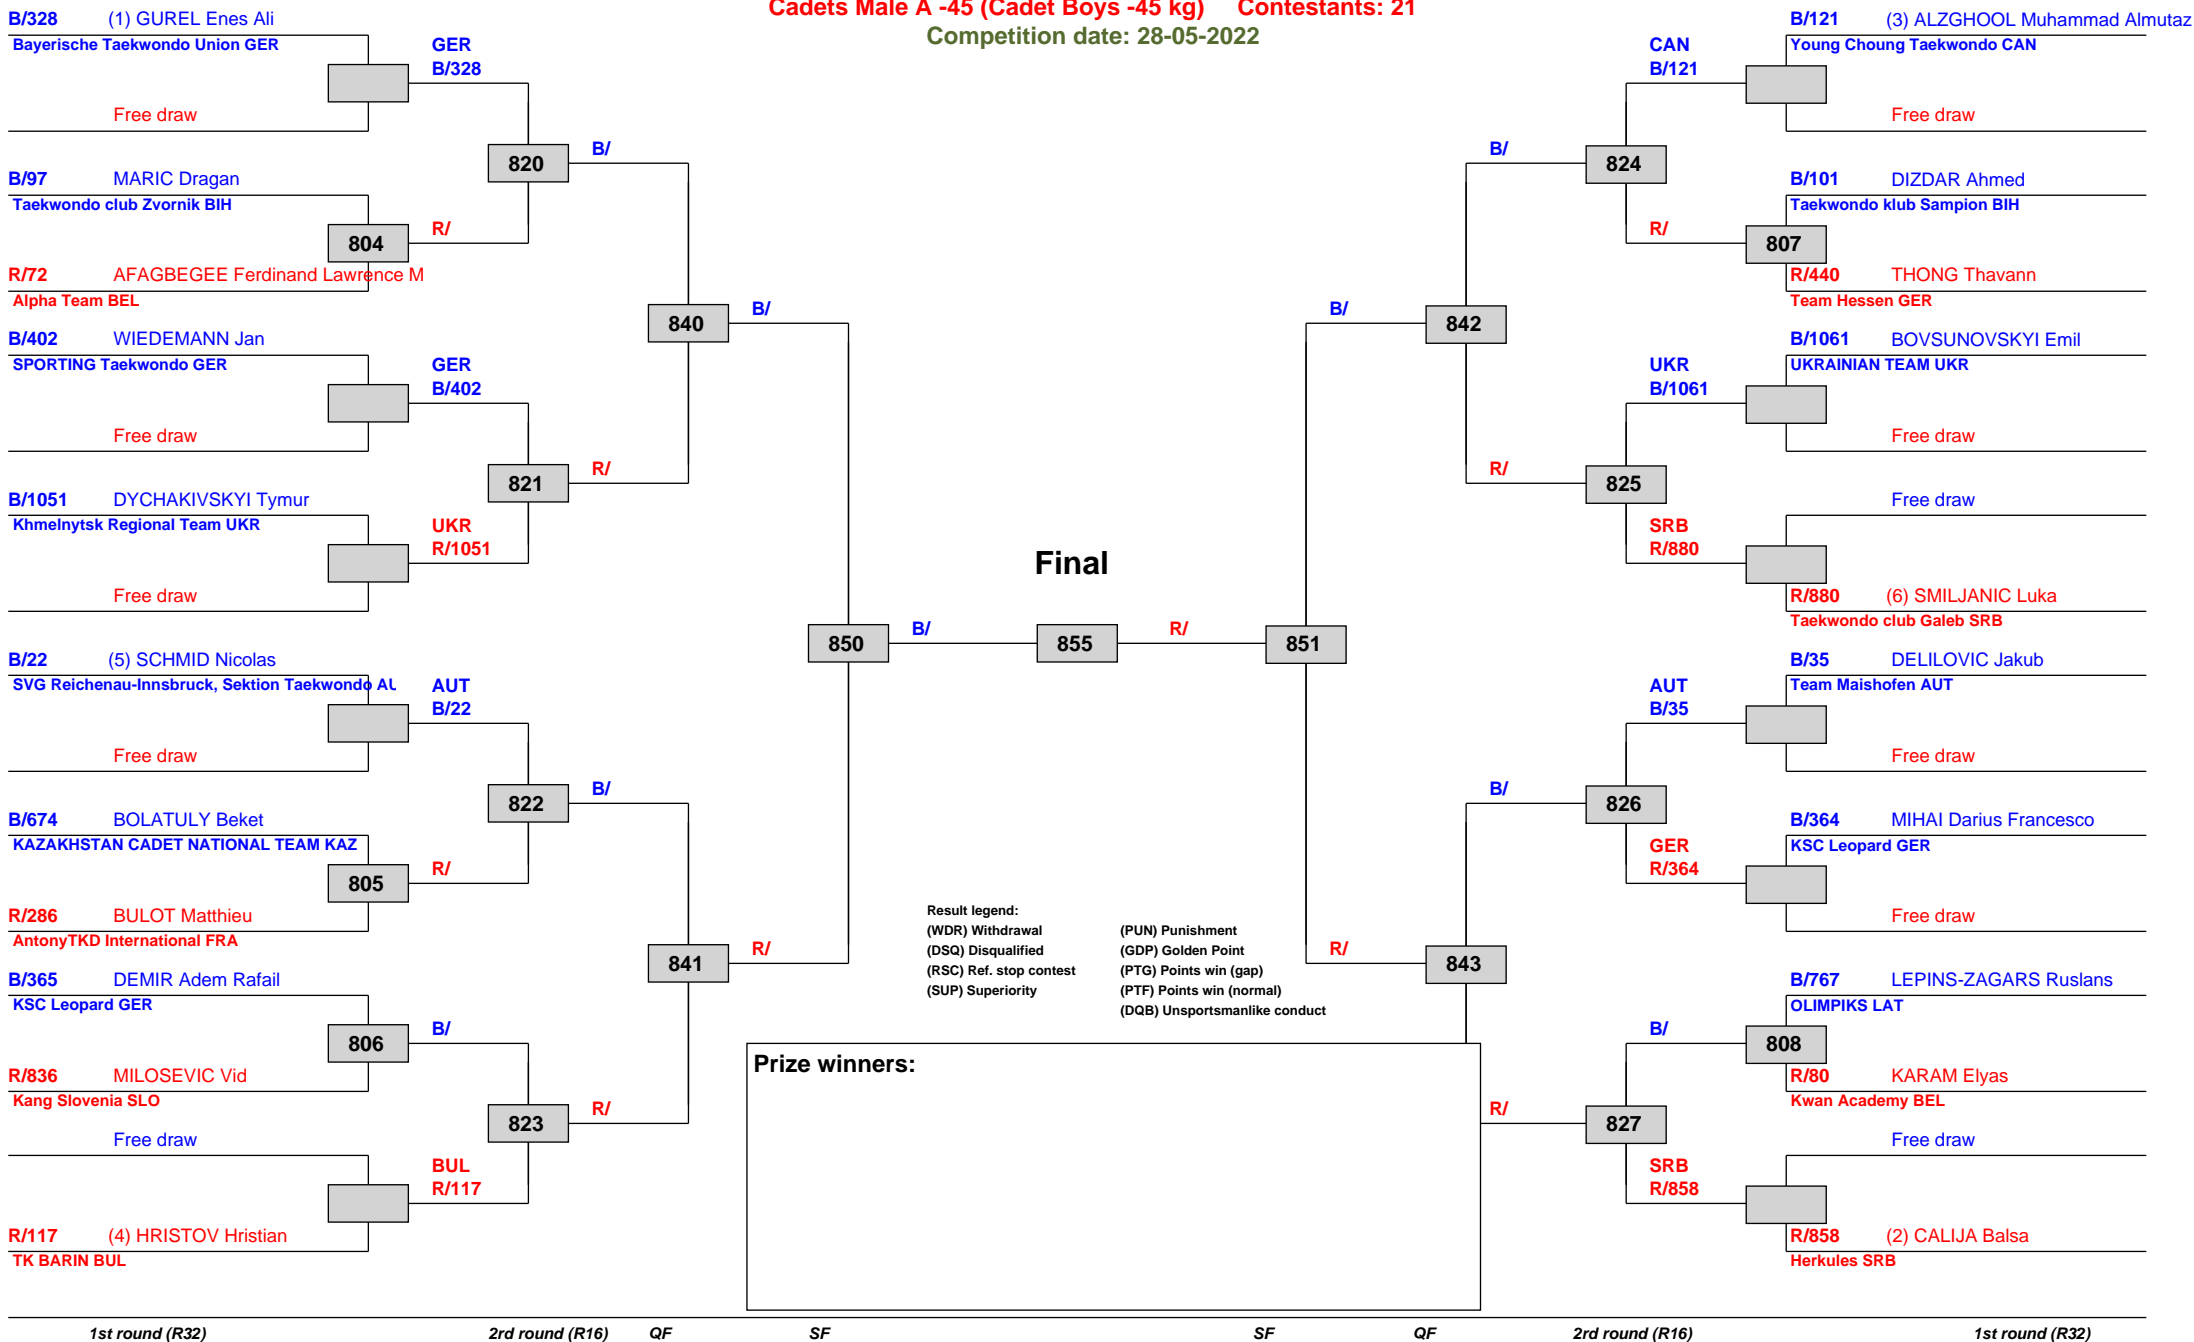 Cadets Male A -45 (Cadet Boys -45 kg) Contestants: 21
Competition date: 28-05-2022
B/328 (1) GUREL Enes Ali
Bayerische Taekwondo Union GER
GER
B/328
Free draw
820
B/
B/97 MARIC Dragan
Taekwondo club Zvornik BIH
804
R/
R/72 AFAGBEGEE Ferdinand Lawrence M
Alpha Team BEL
840
B/
B/402 WIEDEMANN Jan
SPORTING Taekwondo GER
GER
B/402
Free draw
821
R/
B/1051 DYCHAKIVSKYI Tymur
Khmelnytsk Regional Team UKR
UKR
R/1051
Free draw
850
B/
B/22 (5) SCHMID Nicolas
SVG Reichenau-Innsbruck, Sektion Taekwondo AU
AUT
B/22
Free draw
822
B/
B/674 BOLATULY Beket
KAZAKHSTAN CADET NATIONAL TEAM KAZ
805
R/
R/286 BULOT Matthieu
AntonyTKD International FRA
841
R/
B/365 DEMIR Adem Rafail
KSC Leopard GER
806
B/
R/836 MILOSEVIC Vid
Kang Slovenia SLO
823
R/
Free draw
BUL
R/117
R/117 (4) HRISTOV Hristian
TK BARIN BUL
Final
855
R/
851
B/121 (3) ALZGHOOL Muhammad Almutaz
Young Choung Taekwondo CAN
CAN
B/121
Free draw
B/
824
B/101 DIZDAR Ahmed
Taekwondo klub Sampion BIH
R/
807
R/440 THONG Thavann
Team Hessen GER
B/
842
B/1061 BOVSUNOVSKYI Emil
UKRAINIAN TEAM UKR
UKR
B/1061
Free draw
R/
825
Free draw
SRB
R/880
R/880 (6) SMILJANIC Luka
Taekwondo club Galeb SRB
B/35 DELILOVIC Jakub
Team Maishofen AUT
AUT
B/35
Free draw
B/
826
B/364 MIHAI Darius Francesco
KSC Leopard GER
GER
R/364
Free draw
R/
843
B/767 LEPINS-ZAGARS Ruslans
OLIMPIKS LAT
B/
808
R/80 KARAM Elyas
Kwan Academy BEL
R/
827
Free draw
SRB
R/858
R/858 (2) CALIJA Balsa
Herkules SRB
Result legend:
(WDR) Withdrawal (PUN) Punishment
(DSQ) Disqualified (GDP) Golden Point
(RSC) Ref. stop contest (PTG) Points win (gap)
(SUP) Superiority (PTF) Points win (normal)
(DQB) Unsportsmanlike conduct
Prize winners:
1st round (R32) 2rd round (R16) QF SF SF QF 2rd round (R16) 1st round (R32)